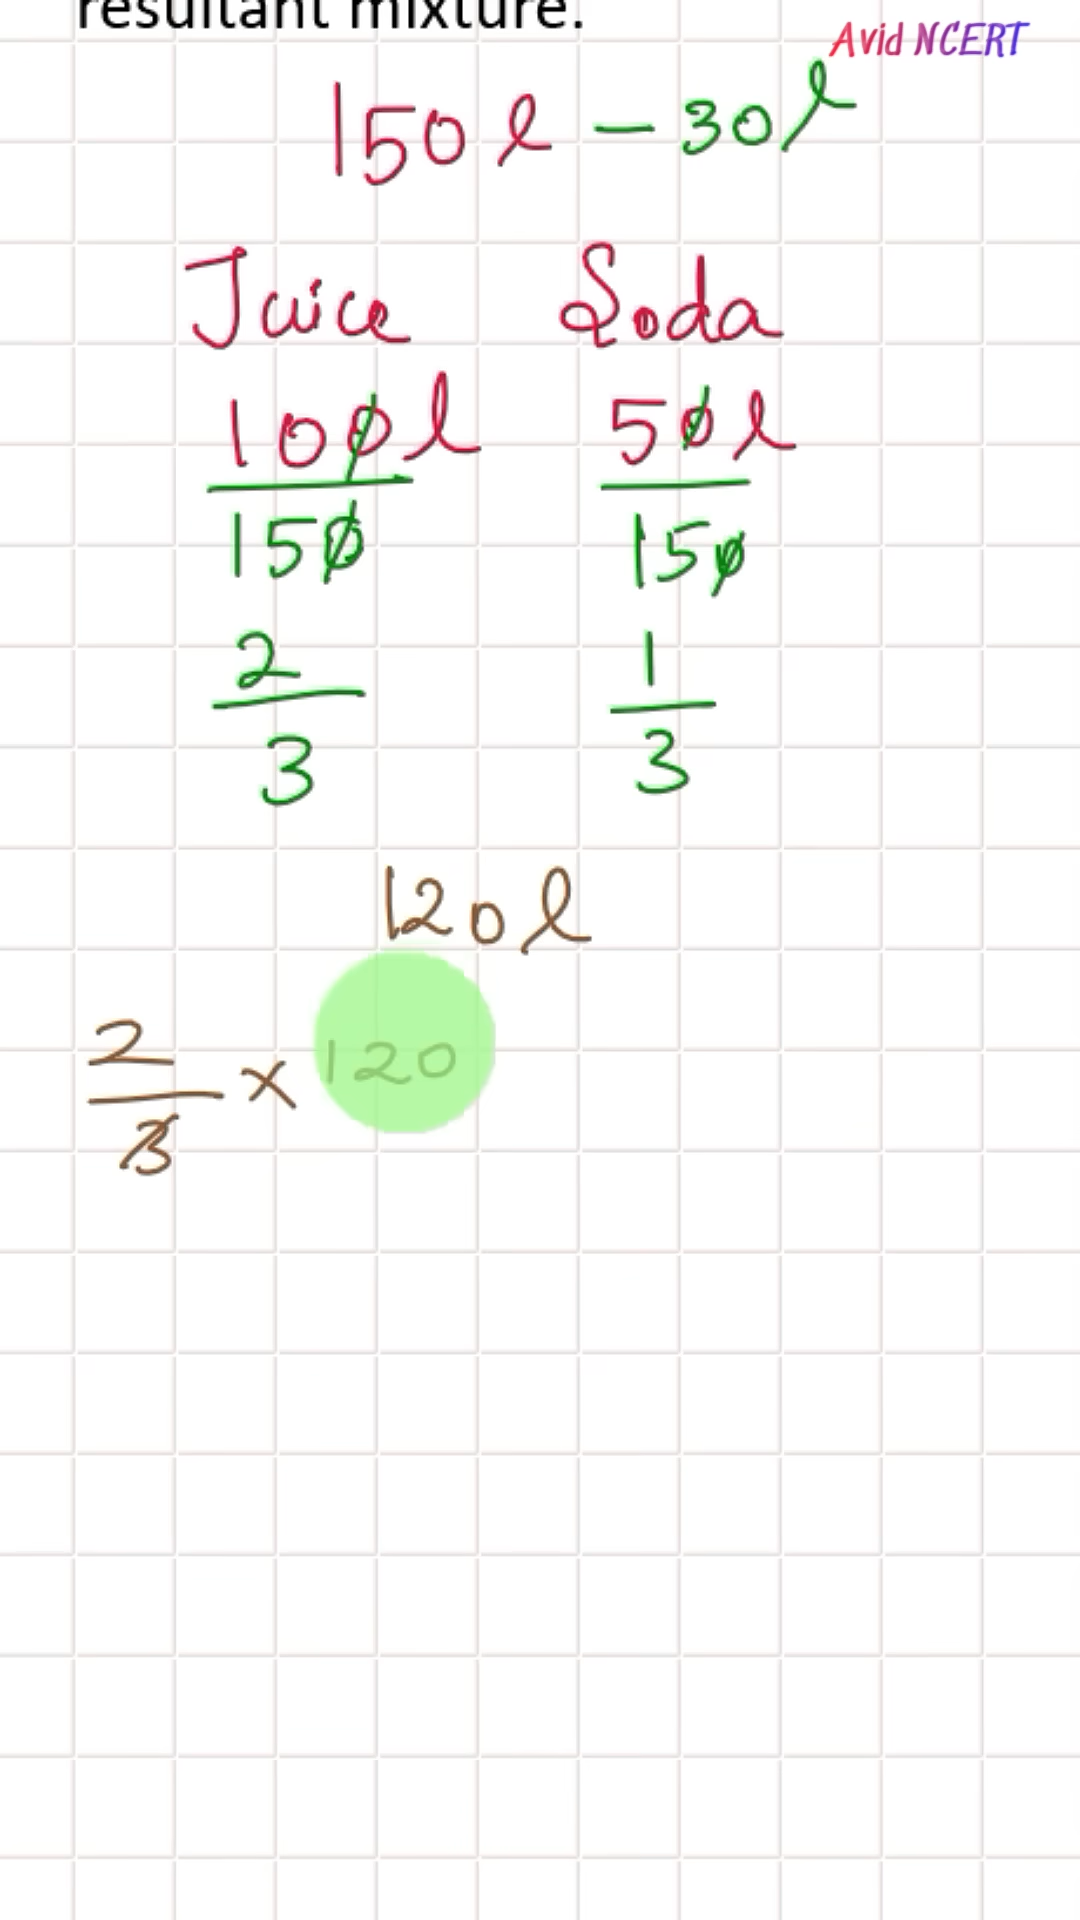 resultant mixture.
Avid NCERT
150 l - 30 l
Juice Soda
100 l 50 l
150 150
2 1
3 3
120 l
2
3 × 120